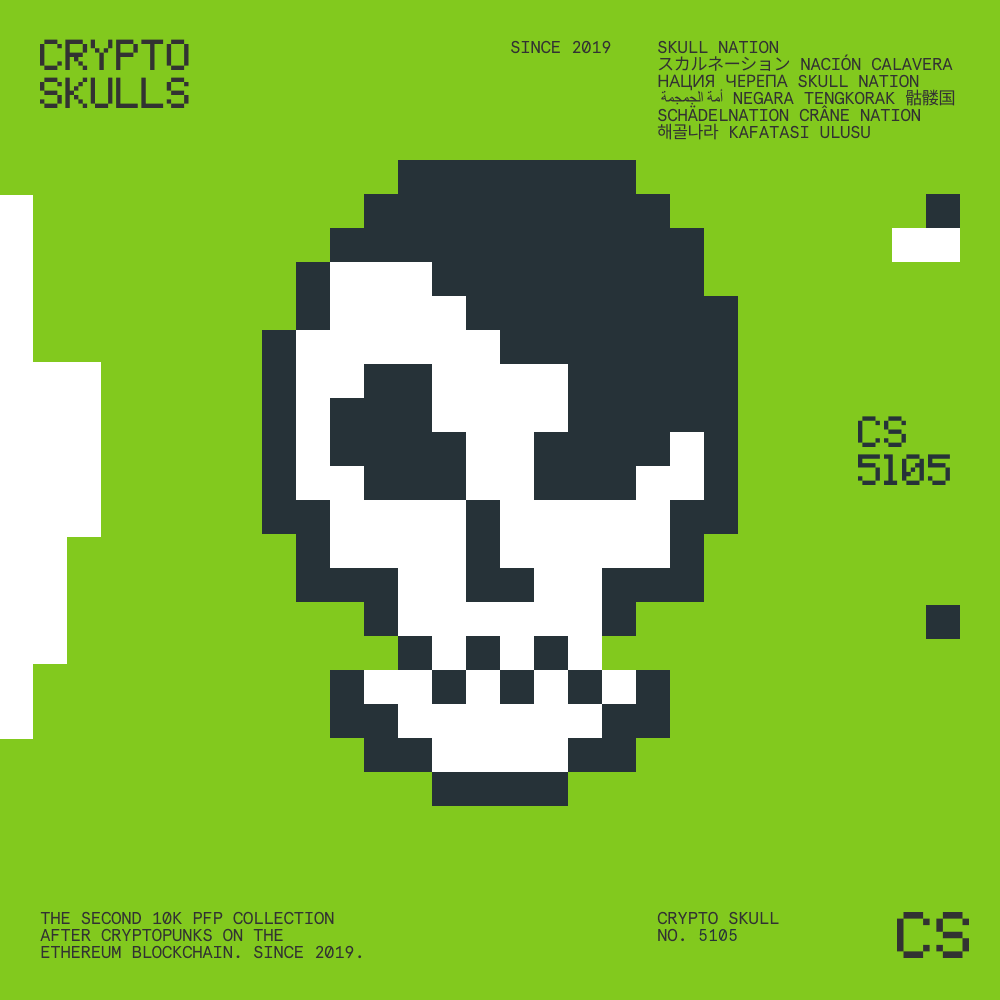 CRYPTO
SKULLS
SINCE 2019
SKULL NATION
スカルネーション NACIÓN CALAVERA
НАЦИЯ ЧЕРЕПА SKULL NATION
أمة الجمجمة NEGARA TENGKORAK 骷髅国
SCHÄDELNATION CRÂNE NATION
해골나라 KAFATASI ULUSU
CS
5105
THE SECOND 10K PFP COLLECTION
AFTER CRYPTOPUNKS ON THE
ETHEREUM BLOCKCHAIN. SINCE 2019.
CRYPTO SKULL
NO. 5105
CS